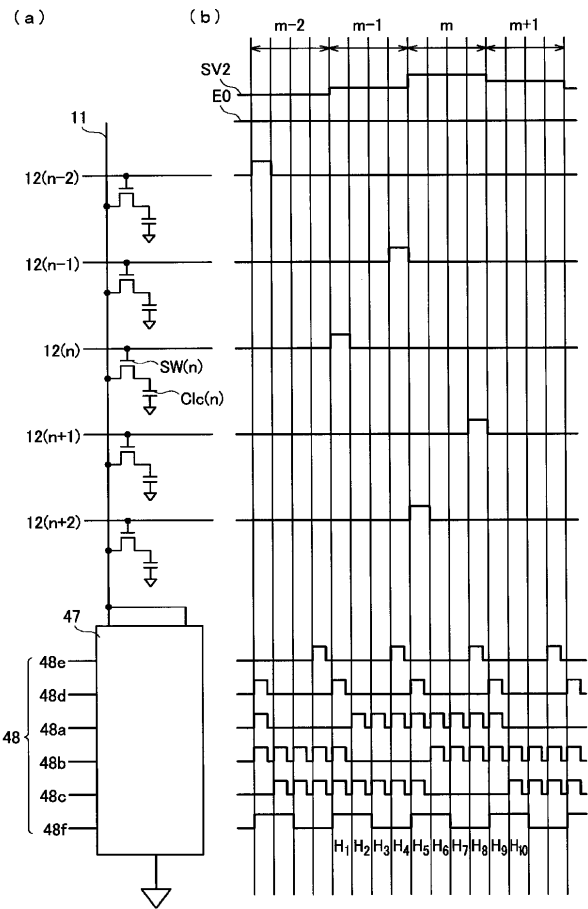 (a)
(b)
m-2 m-1 m m+1
SV2
E0
11
12(n-2)
12(n-1)
12(n)
SW(n)
Clc(n)
12(n+1)
12(n+2)
47
48
48e
48d
48a
48b
48c
48f
H1 H2 H3 H4 H5 H6 H7 H8 H9 H10